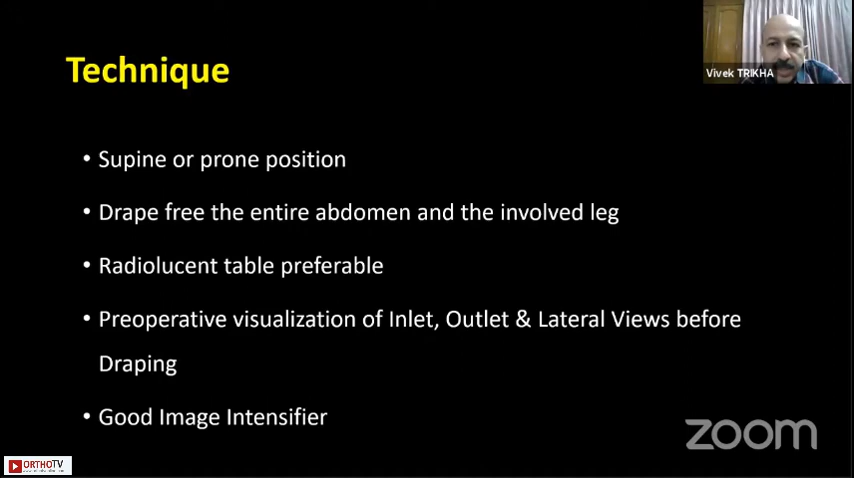 Technique
Vivek TRIKHA
• Supine or prone position
• Drape free the entire abdomen and the involved leg
• Radiolucent table preferable
• Preoperative visualization of Inlet, Outlet & Lateral Views before
Draping
• Good Image Intensifier
zoom
ORTHOTV